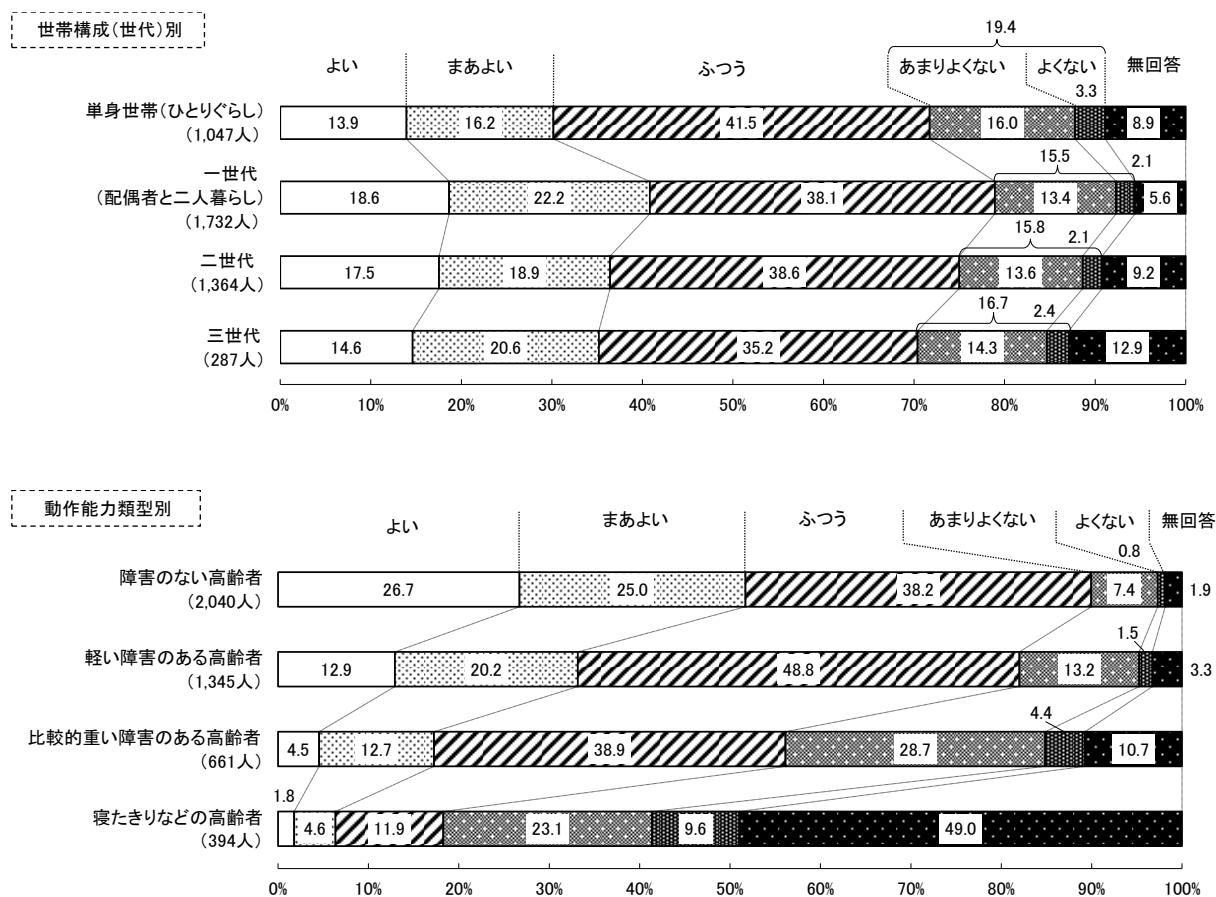 世帯構成(世代)別
19.4
よい まあよい ふつう あまりよくない よくない 無回答
3.3
単身世帯(ひとりぐらし)
(1,047人)
13.9 16.2 41.5 16.0 8.9
15.5 2.1
一世代
(配偶者と二人暮らし)
(1,732人)
18.6 22.2 38.1 13.4 5.6
15.8 2.1
二世代
(1,364人)
17.5 18.9 38.6 13.6 9.2
16.7 2.4
三世代
(287人)
14.6 20.6 35.2 14.3 12.9
0% 10% 20% 30% 40% 50% 60% 70% 80% 90% 100%
動作能力類型別
よい まあよい ふつう あまりよくない よくない 無回答
0.8
障害のない高齢者
(2,040人)
26.7 25.0 38.2 7.4 1.9
1.5
軽い障害のある高齢者
(1,345人)
12.9 20.2 48.8 13.2 3.3
4.4
比較的重い障害のある高齢者
(661人)
4.5 12.7 38.9 28.7 10.7
1.8
寝たきりなどの高齢者
(394人)
4.6 11.9 23.1 9.6 49.0
0% 10% 20% 30% 40% 50% 60% 70% 80% 90% 100%